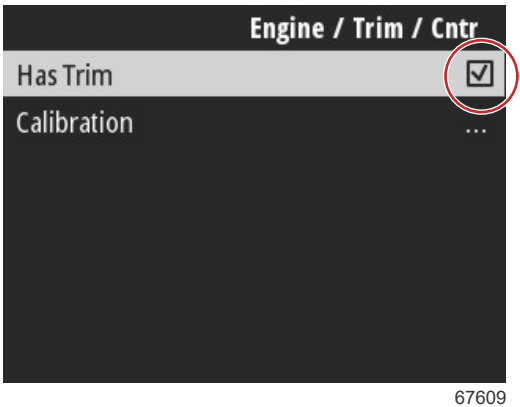 Engine / Trim / Cntr
Has Trim
Calibration
...
67609